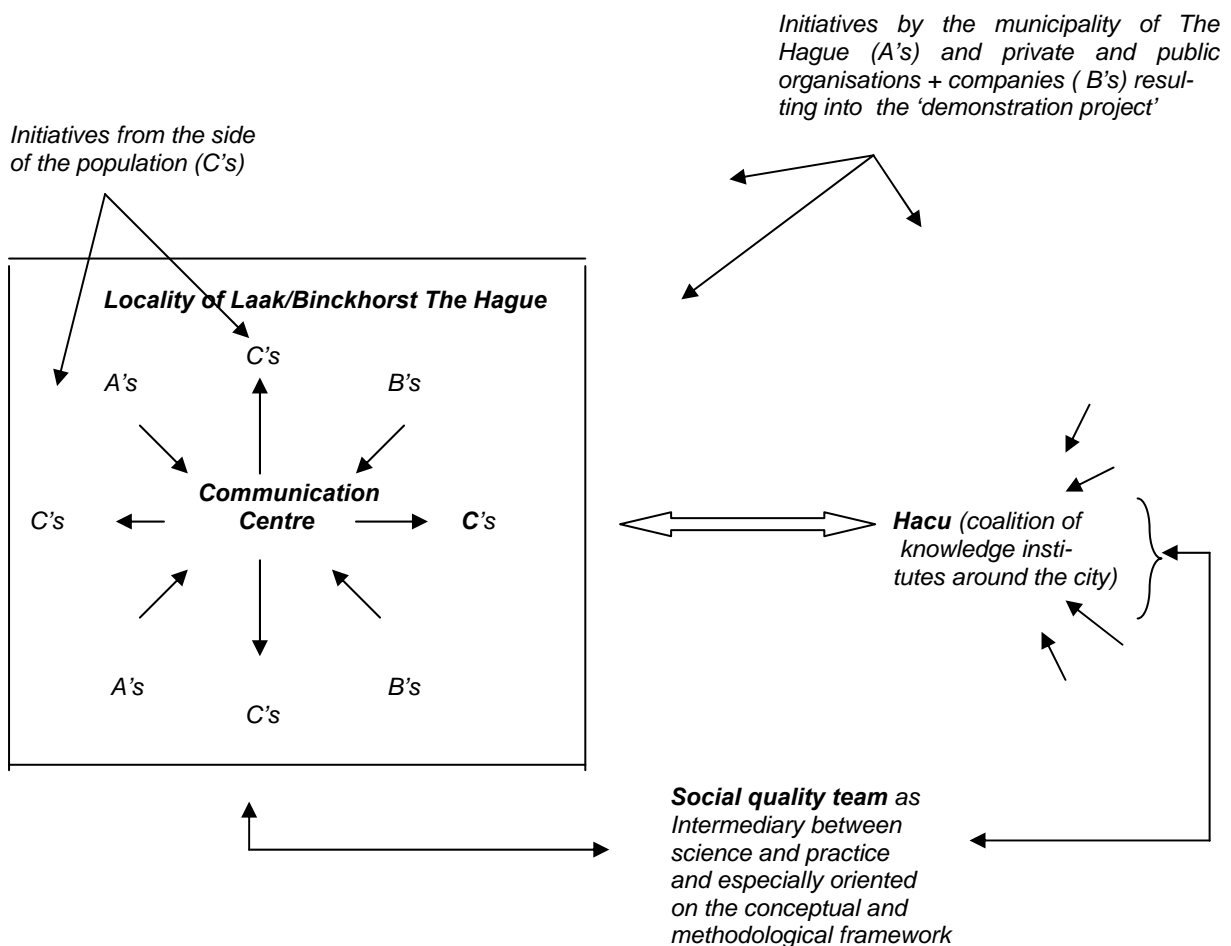 Initiatives by the municipality of The
Hague (A's) and private and public
organisations + companies ( B's) resul-
ting into the ‘demonstration project’
Initiatives from the side
of the population (C's)
Locality of Laak/Binckhorst The Hague
C's
A's
B's
Communication
Centre
C's
C's
A's
B's
C's
Hacu (coalition of
knowledge insti-
tutes around the city)
Social quality team as
Intermediary between
science and practice
and especially oriented
on the conceptual and
methodological framework